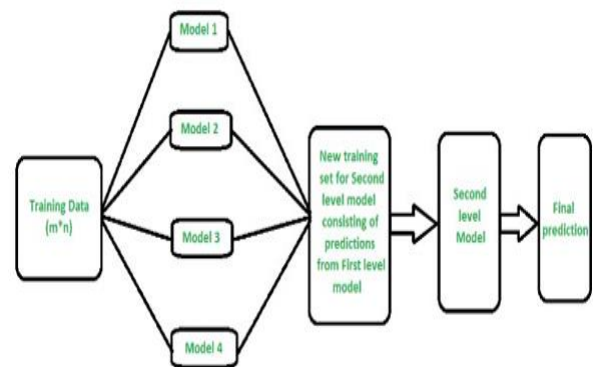 Model 1
Model 2
Training Data
(m*n)
Model 3
Model 4
New training
set for Second
level model
consisting of
predictions
from First level
model
Second
level
Model
Final
prediction